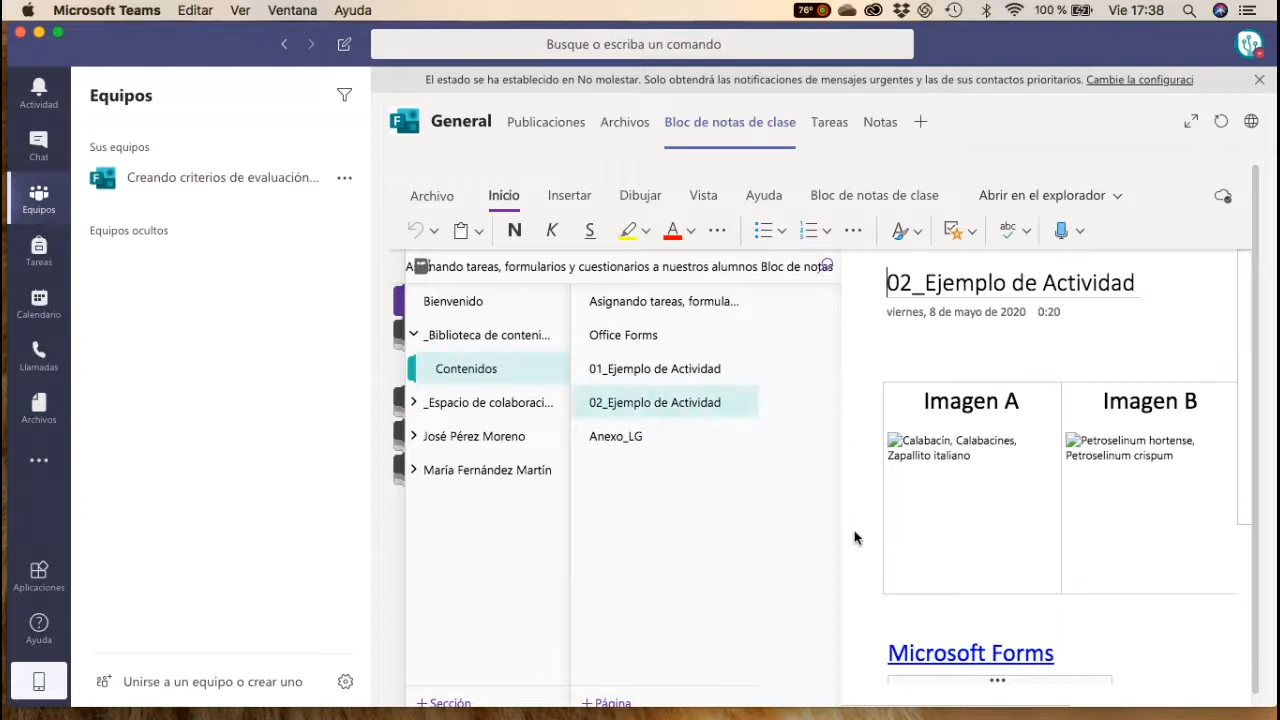 Microsoft Teams Editar Ver Ventana Ayuda 76° 100 % Vie 17:38
Busque o escriba un comando
El estado se ha establecido en No molestar. Solo obtendrá las notificaciones de mensajes urgentes y las de sus contactos prioritarios. Cambie la configuraci
Actividad
Chat
Equipos
Tareas
Calendario
Llamadas
Archivos
Aplicaciones
Ayuda
Equipos
Sus equipos
Creando criterios de evaluación...
Equipos ocultos
Unirse a un equipo o crear uno
F General Publicaciones Archivos Bloc de notas de clase Tareas Notas
Archivo Inicio Insertar Dibujar Vista Ayuda Bloc de notas de clase Abrir en el explorador
N K S A abc
nando tareas, formularios y cuestionarios a nuestros alumnos Bloc de notas
Bienvenido
_Biblioteca de conteni...
Contenidos
_Espacio de colaboraci...
José Pérez Moreno
María Fernández Martín
+ Sección
Asignando tareas, formula...
Office Forms
01_Ejemplo de Actividad
02_Ejemplo de Actividad
Anexo_LG
+ Página
02_Ejemplo de Actividad
viernes, 8 de mayo de 2020 0:20
Imagen A Imagen B
Calabacín, Calabacines,
Zapallito italiano
Petroselinum hortense,
Petroselinum crispum
Microsoft Forms